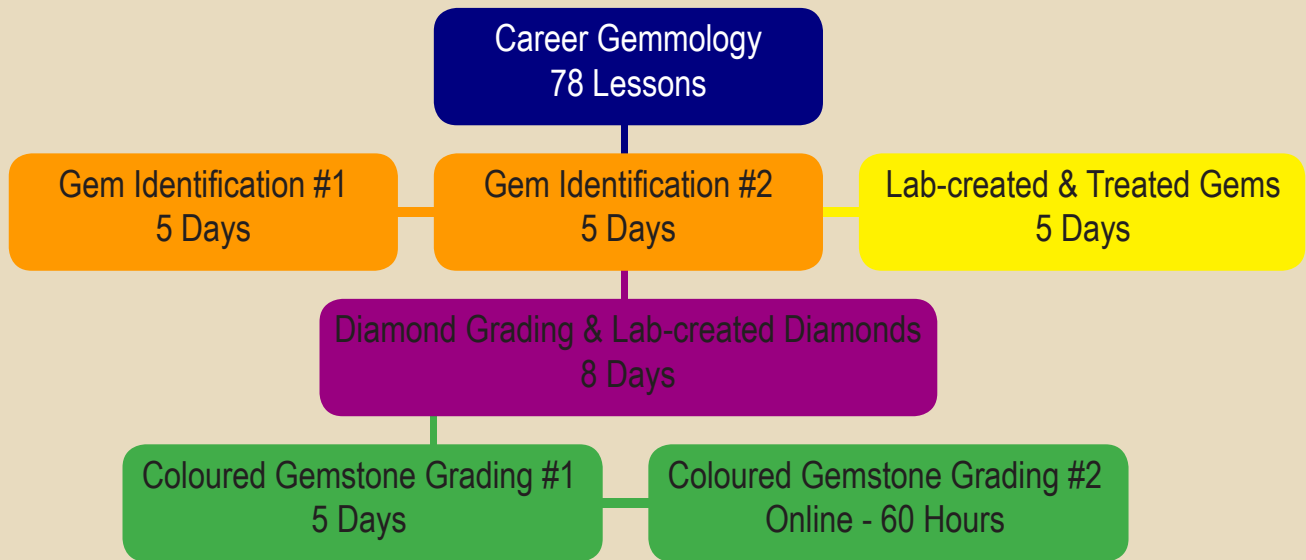 Career Gemmology
78 Lessons
Gem Identification #1
5 Days
Gem Identification #2
5 Days
Lab-created & Treated Gems
5 Days
Diamond Grading & Lab-created Diamonds
8 Days
Coloured Gemstone Grading #1
5 Days
Coloured Gemstone Grading #2
Online - 60 Hours